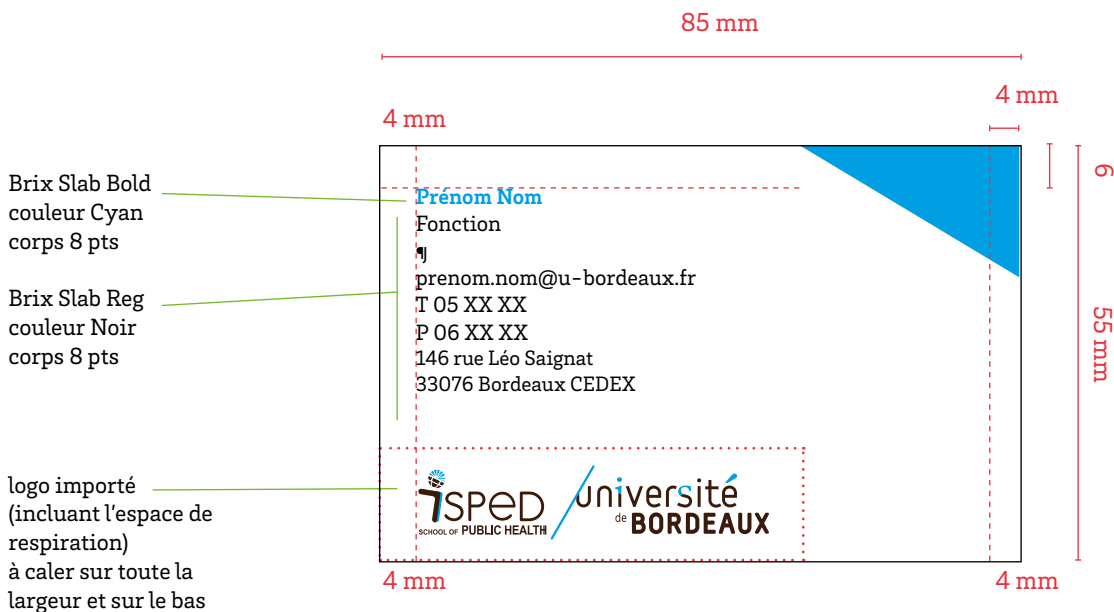 85 mm
4 mm
4 mm
6
55 mm
Brix Slab Bold
couleur Cyan
corps 8 pts
Brix Slab Reg
couleur Noir
corps 8 pts
Prénom Nom
Fonction
¶
prenom.nom@u-bordeaux.fr
T 05 XX XX
P 06 XX XX
146 rue Léo Saignat
33076 Bordeaux CEDEX
logo importé
(incluant l'espace de
respiration)
à caler sur toute la
largeur et sur le bas
ISPED
SCHOOL OF PUBLIC HEALTH
université
de BORDEAUX
4 mm
4 mm